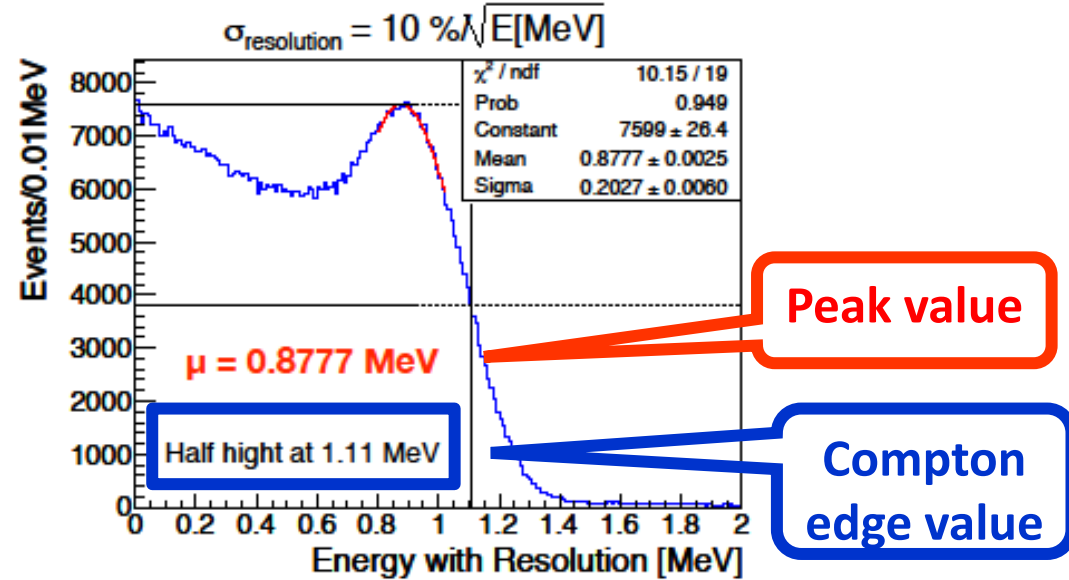 σresolution = 10 %/√E[MeV]
Events/0.01MeV
8000
7000
6000
5000
4000
3000
2000
1000
0
χ² / ndf 10.15 / 19
Prob 0.949
Constant 7599 ± 26.4
Mean 0.8777 ± 0.0025
Sigma 0.2027 ± 0.0060
μ = 0.8777 MeV
Half hight at 1.11 MeV
Peak value
Compton
edge value
0 0.2 0.4 0.6 0.8 1 1.2 1.4 1.6 1.8 2
Energy with Resolution [MeV]